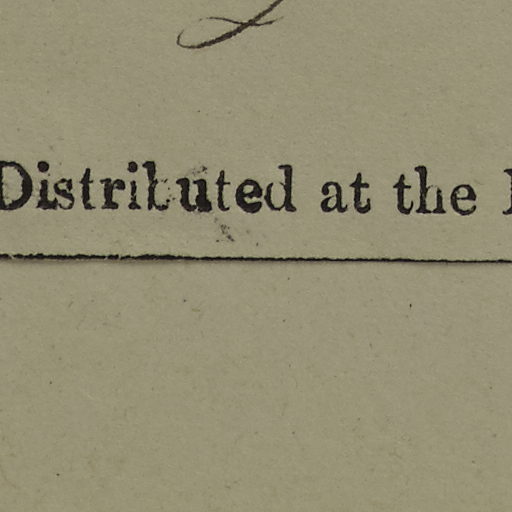 Distributed at the